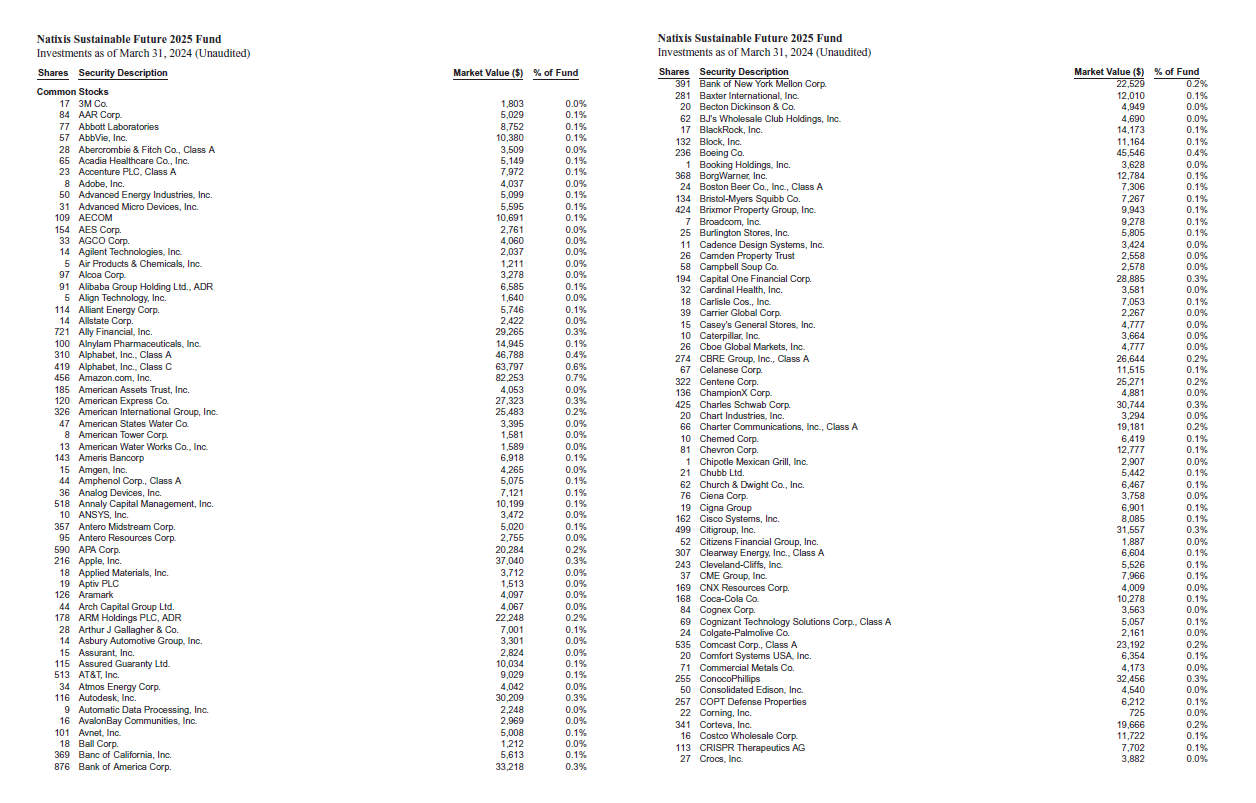 Natixis Sustainable Future 2025 Fund
Investments as of March 31, 2024 (Unaudited)
Shares Security Description Market Value ($) % of Fund
Common Stocks
17 3M Co. 1,803 0.0%
84 AAR Corp. 5,029 0.1%
77 Abbott Laboratories 8,752 0.1%
57 AbbVie, Inc. 10,380 0.1%
28 Abercrombie & Fitch Co., Class A 3,509 0.0%
65 Acadia Healthcare Co., Inc. 5,149 0.1%
23 Accenture PLC, Class A 7,972 0.1%
8 Adobe, Inc. 4,037 0.0%
50 Advanced Energy Industries, Inc. 5,099 0.1%
31 Advanced Micro Devices, Inc. 5,595 0.1%
109 AECOM 10,691 0.1%
154 AES Corp. 2,761 0.0%
33 AGCO Corp. 4,060 0.0%
14 Agilent Technologies, Inc. 2,037 0.0%
5 Air Products & Chemicals, Inc. 1,211 0.0%
97 Alcoa Corp. 3,278 0.0%
91 Alibaba Group Holding Ltd., ADR 6,585 0.1%
5 Align Technology, Inc. 1,640 0.0%
114 Alliant Energy Corp. 5,746 0.1%
14 Allstate Corp. 2,422 0.0%
721 Ally Financial, Inc. 29,265 0.3%
100 Alnylam Pharmaceuticals, Inc. 14,945 0.1%
310 Alphabet, Inc., Class A 46,788 0.4%
419 Alphabet, Inc., Class C 63,797 0.6%
456 Amazon.com, Inc. 82,253 0.7%
185 American Assets Trust, Inc. 4,053 0.0%
120 American Express Co. 27,323 0.3%
326 American International Group, Inc. 25,483 0.2%
47 American States Water Co. 3,395 0.0%
8 American Tower Corp. 1,581 0.0%
13 American Water Works Co., Inc. 1,589 0.0%
143 Ameris Bancorp 6,918 0.1%
15 Amgen, Inc. 4,265 0.0%
44 Amphenol Corp., Class A 5,075 0.1%
36 Analog Devices, Inc. 7,121 0.1%
518 Annaly Capital Management, Inc. 10,199 0.1%
10 ANSYS, Inc. 3,472 0.0%
357 Antero Midstream Corp. 5,020 0.1%
95 Antero Resources Corp. 2,755 0.0%
590 APA Corp. 20,284 0.2%
216 Apple, Inc. 37,040 0.3%
18 Applied Materials, Inc. 3,712 0.0%
19 Aptiv PLC 1,513 0.0%
126 Aramark 4,097 0.0%
44 Arch Capital Group Ltd. 4,067 0.0%
178 ARM Holdings PLC, ADR 22,248 0.2%
28 Arthur J Gallagher & Co. 7,001 0.1%
14 Asbury Automotive Group, Inc. 3,301 0.0%
15 Assurant, Inc. 2,824 0.0%
115 Assured Guaranty Ltd. 10,034 0.1%
513 AT&T, Inc. 9,029 0.1%
34 Atmos Energy Corp. 4,042 0.0%
116 Autodesk, Inc. 30,209 0.3%
9 Automatic Data Processing, Inc. 2,248 0.0%
16 AvalonBay Communities, Inc. 2,969 0.0%
101 Avnet, Inc. 5,008 0.1%
18 Ball Corp. 1,212 0.0%
369 Banc of California, Inc. 5,613 0.1%
876 Bank of America Corp. 33,218 0.3%
Natixis Sustainable Future 2025 Fund
Investments as of March 31, 2024 (Unaudited)
Shares Security Description Market Value ($) % of Fund
391 Bank of New York Mellon Corp. 22,529 0.2%
281 Baxter International, Inc. 12,010 0.1%
20 Becton Dickinson & Co. 4,949 0.0%
62 BJ's Wholesale Club Holdings, Inc. 4,690 0.0%
17 BlackRock, Inc. 14,173 0.1%
132 Block, Inc. 11,164 0.1%
236 Boeing Co. 45,546 0.4%
1 Booking Holdings, Inc. 3,628 0.0%
368 BorgWarner, Inc. 12,784 0.1%
24 Boston Beer Co., Inc., Class A 7,306 0.1%
134 Bristol-Myers Squibb Co. 7,267 0.1%
424 Brixmor Property Group, Inc. 9,943 0.1%
7 Broadcom, Inc. 9,278 0.1%
25 Burlington Stores, Inc. 5,805 0.1%
11 Cadence Design Systems, Inc. 3,424 0.0%
26 Camden Property Trust 2,558 0.0%
58 Campbell Soup Co. 2,578 0.0%
194 Capital One Financial Corp. 28,885 0.3%
32 Cardinal Health, Inc. 3,581 0.0%
18 Carlisle Cos., Inc. 7,053 0.1%
39 Carrier Global Corp. 2,267 0.0%
15 Casey's General Stores, Inc. 4,777 0.0%
10 Caterpillar, Inc. 3,664 0.0%
26 Cboe Global Markets, Inc. 4,777 0.0%
274 CBRE Group, Inc., Class A 26,644 0.2%
67 Celanese Corp. 11,515 0.1%
322 Centene Corp. 25,271 0.2%
136 ChampionX Corp. 4,881 0.0%
425 Charles Schwab Corp. 30,744 0.3%
20 Chart Industries, Inc. 3,294 0.0%
66 Charter Communications, Inc., Class A 19,181 0.2%
10 Chemed Corp. 6,419 0.1%
81 Chevron Corp. 12,777 0.1%
1 Chipotle Mexican Grill, Inc. 2,907 0.0%
21 Chubb Ltd. 5,442 0.1%
62 Church & Dwight Co., Inc. 6,467 0.1%
76 Ciena Corp. 3,758 0.0%
19 Cigna Group 6,901 0.1%
162 Cisco Systems, Inc. 8,085 0.1%
499 Citigroup, Inc. 31,557 0.3%
52 Citizens Financial Group, Inc. 1,887 0.0%
307 Clearway Energy, Inc., Class A 6,604 0.1%
243 Cleveland-Cliffs, Inc. 5,526 0.1%
37 CME Group, Inc. 7,966 0.1%
169 CNX Resources Corp. 4,009 0.0%
168 Coca-Cola Co. 10,278 0.1%
84 Cognex Corp. 3,563 0.0%
69 Cognizant Technology Solutions Corp., Class A 5,057 0.1%
24 Colgate-Palmolive Co. 2,161 0.0%
535 Comcast Corp., Class A 23,192 0.2%
20 Comfort Systems USA, Inc. 6,354 0.1%
71 Commercial Metals Co. 4,173 0.0%
255 ConocoPhillips 32,456 0.3%
50 Consolidated Edison, Inc. 4,540 0.0%
257 COPT Defense Properties 6,212 0.1%
22 Corning, Inc. 725 0.0%
341 Corteva, Inc. 19,666 0.2%
16 Costco Wholesale Corp. 11,722 0.1%
113 CRISPR Therapeutics AG 7,702 0.1%
27 Crocs, Inc. 3,882 0.0%